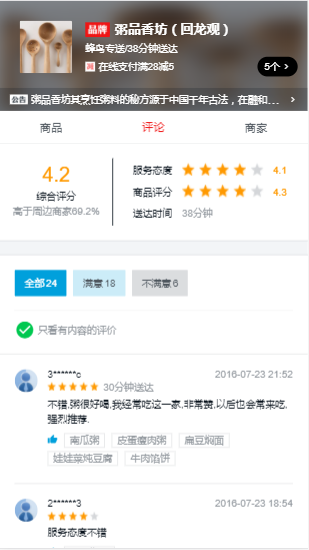 品牌 粥品香坊（回龙观）
蜂鸟专送/38分钟送达
减 在线支付满28减5
5个 >
公告 粥品香坊其烹饪粥料的秘方源于中国千年古法，在融和... >
商品 评论 商家
4.2
综合评分
高于周边商家69.2%
服务态度 4.1
商品评分 4.3
送达时间 38分钟
全部 24 满意 18 不满意 6
只看有内容的评价
3******c 2016-07-23 21:52
30分钟送达
不错,粥很好喝,我经常吃这一家,非常赞,以后也会常来吃,
强烈推荐.
南瓜粥 皮蛋瘦肉粥 扁豆焖面
娃娃菜炖豆腐 牛肉馅饼
2******3 2016-07-23 18:54
服务态度不错